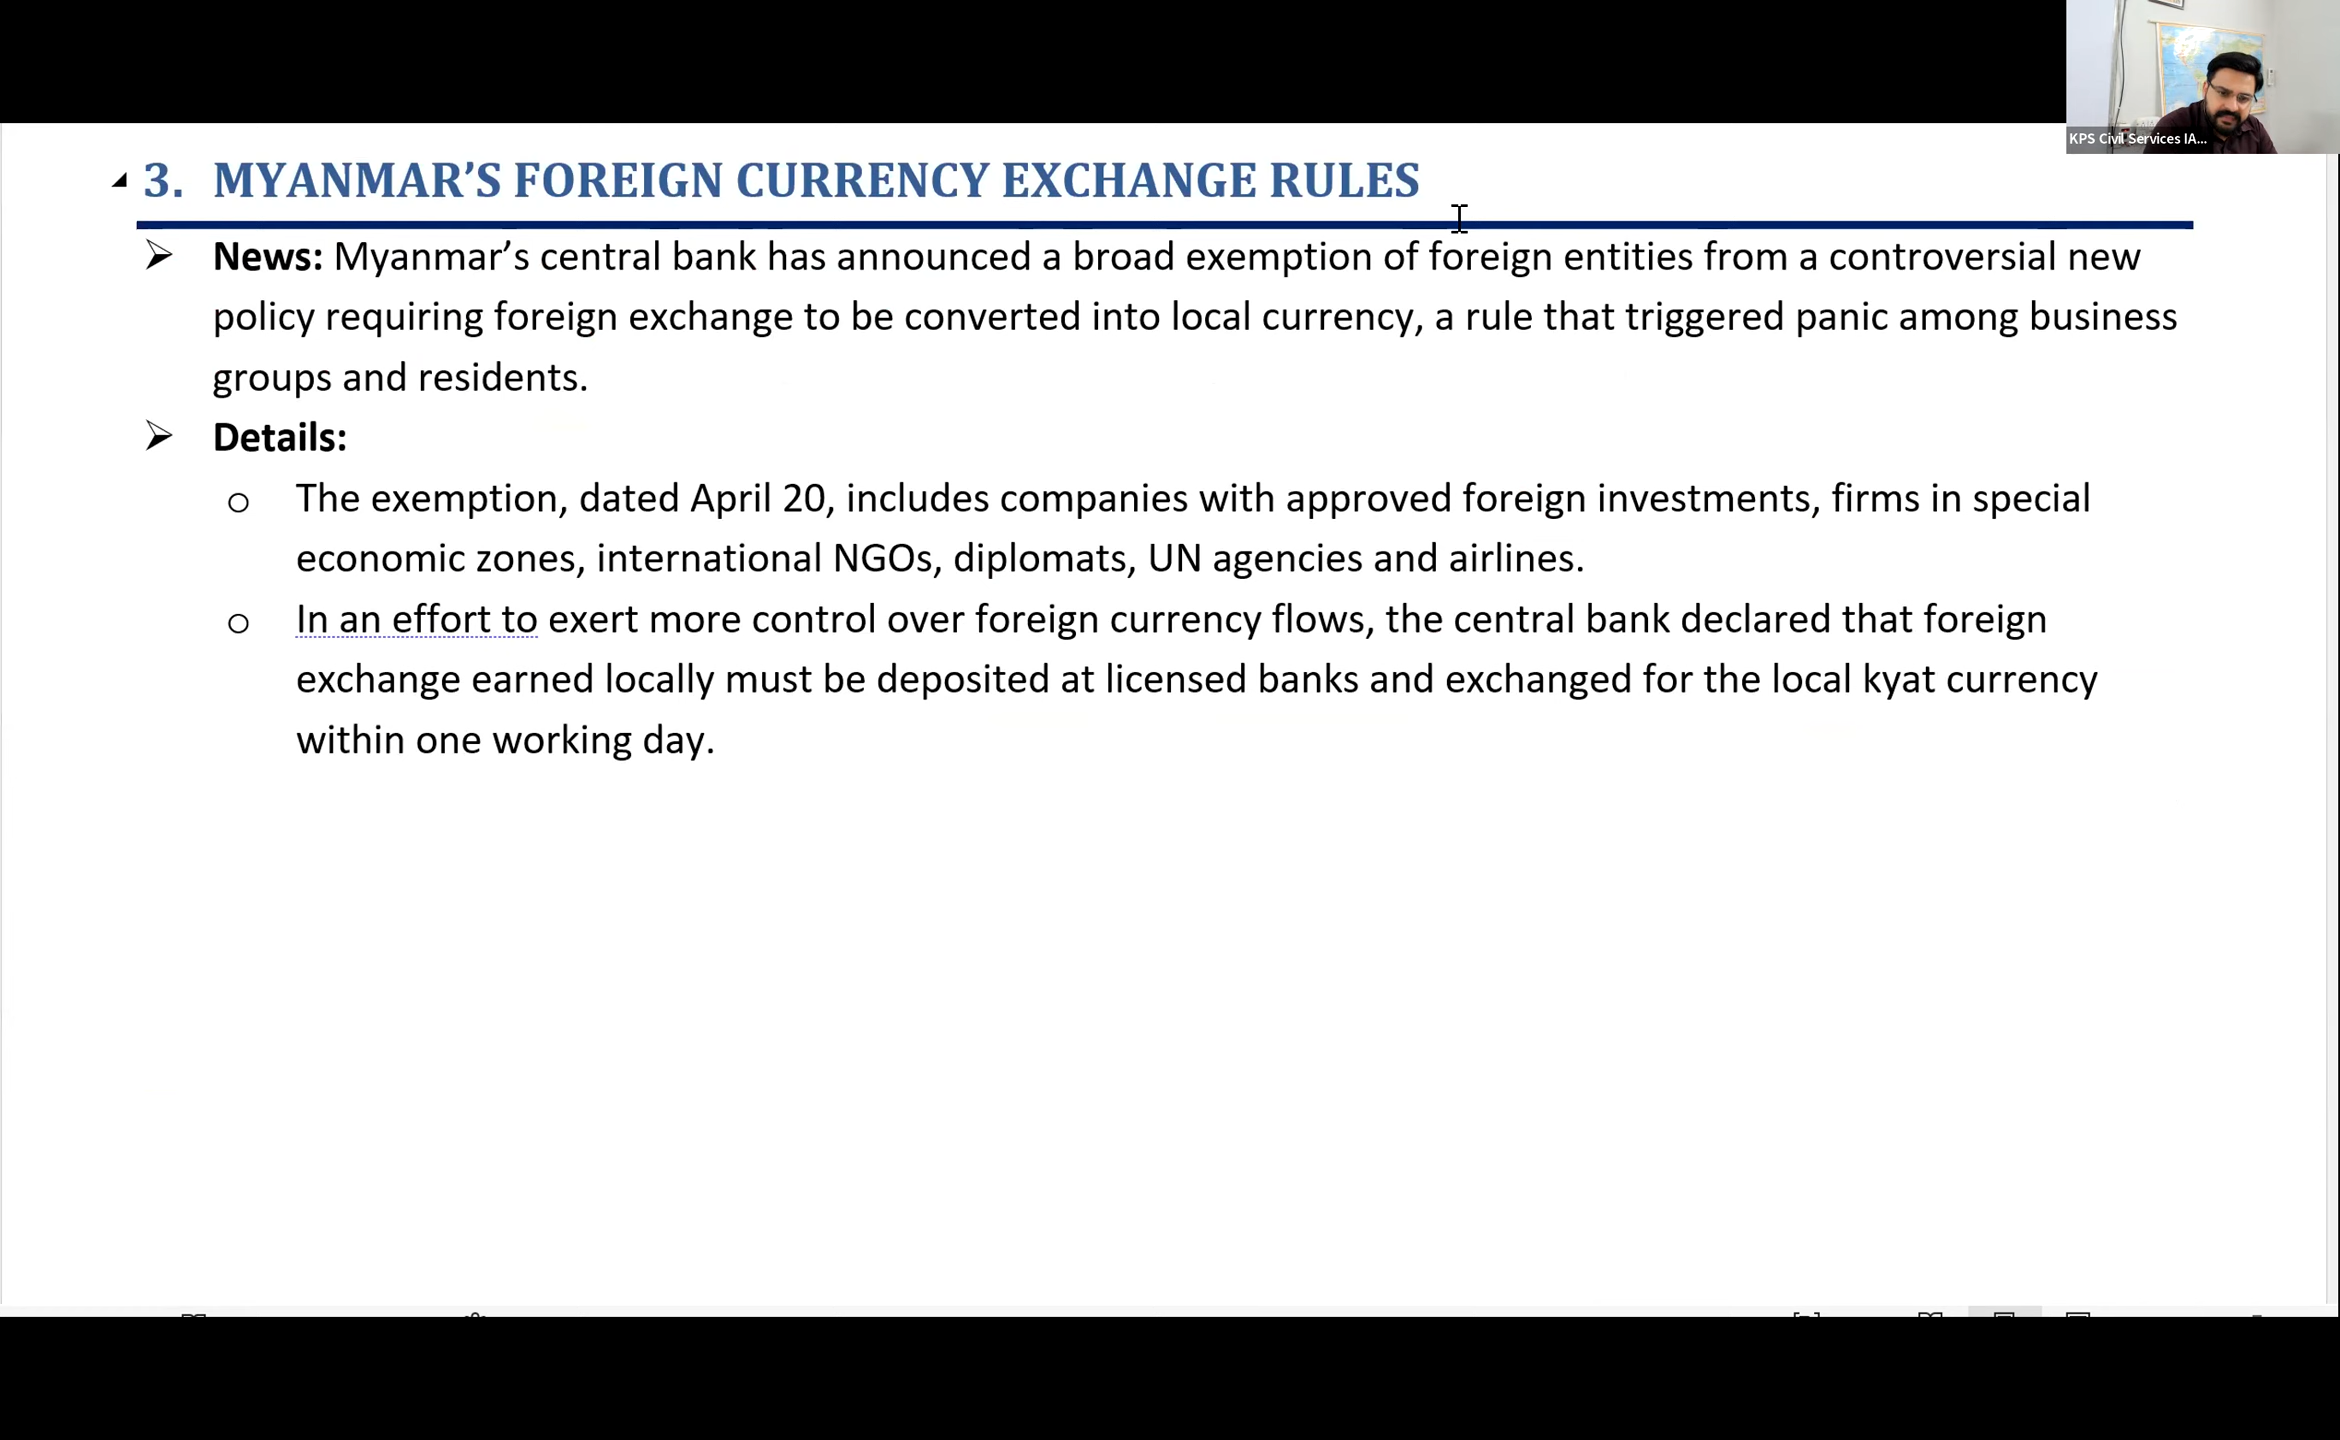 KPS Civil Services IA...
3. MYANMAR’S FOREIGN CURRENCY EXCHANGE RULES
➢ News: Myanmar’s central bank has announced a broad exemption of foreign entities from a controversial new
policy requiring foreign exchange to be converted into local currency, a rule that triggered panic among business
groups and residents.
➢ Details:
o The exemption, dated April 20, includes companies with approved foreign investments, firms in special
economic zones, international NGOs, diplomats, UN agencies and airlines.
o In an effort to exert more control over foreign currency flows, the central bank declared that foreign
exchange earned locally must be deposited at licensed banks and exchanged for the local kyat currency
within one working day.